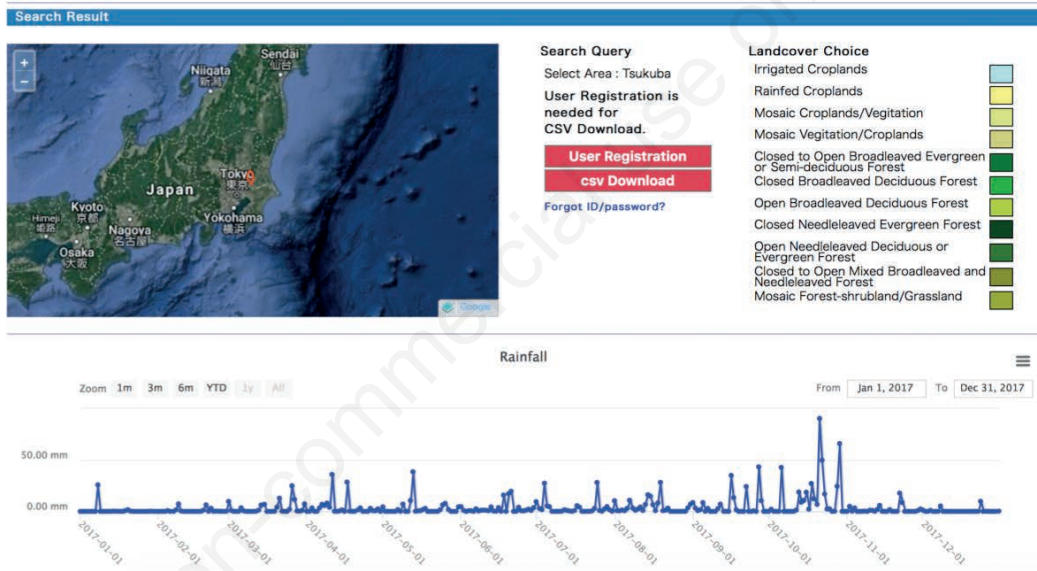 Search Result
+
−
Sendai
仙台
Niigata
新潟
Tokyo
東京
Japan
Kyoto
京都
Himeji
姫路
Nagoya
名古屋
Yokohama
横浜
Osaka
大阪
Google
Search Query
Select Area : Tsukuba
User Registration is
needed for
CSV Download.
User Registration
csv Download
Forgot ID/password?
Landcover Choice
Irrigated Croplands
Rainfed Croplands
Mosaic Croplands/Vegitation
Mosaic Vegitation/Croplands
Closed to Open Broadleaved Evergreen
or Semi-deciduous Forest
Closed Broadleaved Deciduous Forest
Open Broadleaved Deciduous Forest
Closed Needleleaved Evergreen Forest
Open Needleleaved Deciduous or
Evergreen Forest
Closed to Open Mixed Broadleaved and
Needleleaved Forest
Mosaic Forest-shrubland/Grassland
Rainfall
Zoom 1m 3m 6m YTD 1y All
From Jan 1, 2017 To Dec 31, 2017
50.00 mm
0.00 mm
2017-01-01
2017-02-01
2017-03-01
2017-04-01
2017-05-01
2017-06-01
2017-07-01
2017-08-01
2017-09-01
2017-10-01
2017-11-01
2017-12-01